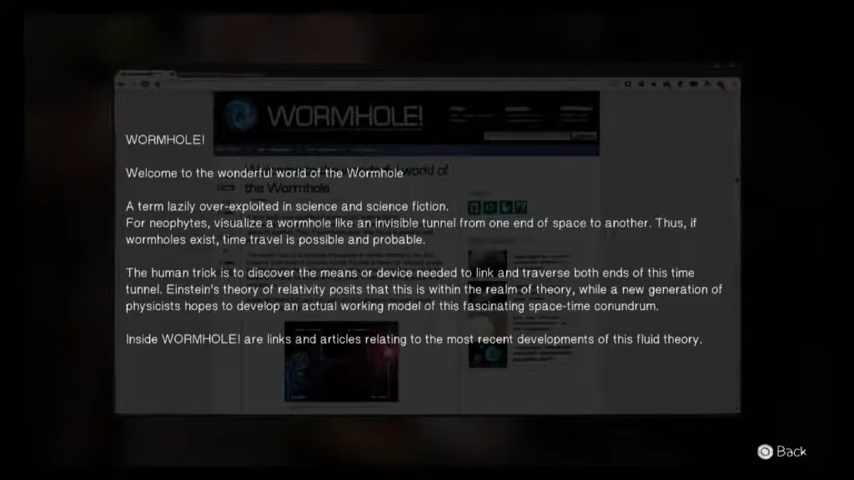 WORMHOLE!
WORMHOLE!
Welcome to the wonderful world of the Wormhole
the Wormhole
A term lazily over-exploited in science and science fiction.
For neophytes, visualize a wormhole like an invisible tunnel from one end of space to another. Thus, if
wormholes exist, time travel is possible and probable.
The human trick is to discover the means or device needed to link and traverse both ends of this time
tunnel. Einstein's theory of relativity posits that this is within the realm of theory, while a new generation of
physicists hopes to develop an actual working model of this fascinating space-time conundrum.
Inside WORMHOLE! are links and articles relating to the most recent developments of this fluid theory.
Back